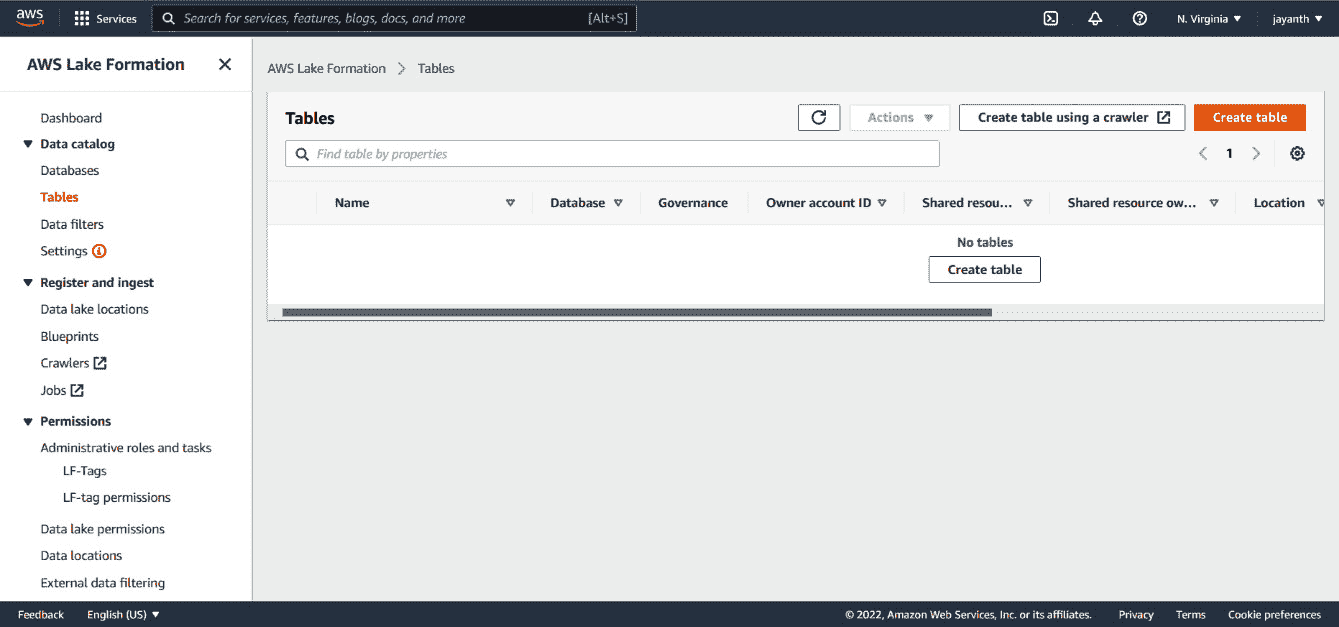 aws Services Search for services, features, blogs, docs, and more [Alt+S] N. Virginia jayanth
AWS Lake Formation
Dashboard
Data catalog
Databases
Tables
Data filters
Settings
Register and ingest
Data lake locations
Blueprints
Crawlers
Jobs
Permissions
Administrative roles and tasks
LF-Tags
LF-tag permissions
Data lake permissions
Data locations
External data filtering
AWS Lake Formation > Tables
Tables Actions Create table using a crawler Create table
Find table by properties 1
Name Database Governance Owner account ID Shared resou... Shared resource ow... Location
No tables
Create table
Feedback English (US) © 2022, Amazon Web Services, Inc. or its affiliates. Privacy Terms Cookie preferences